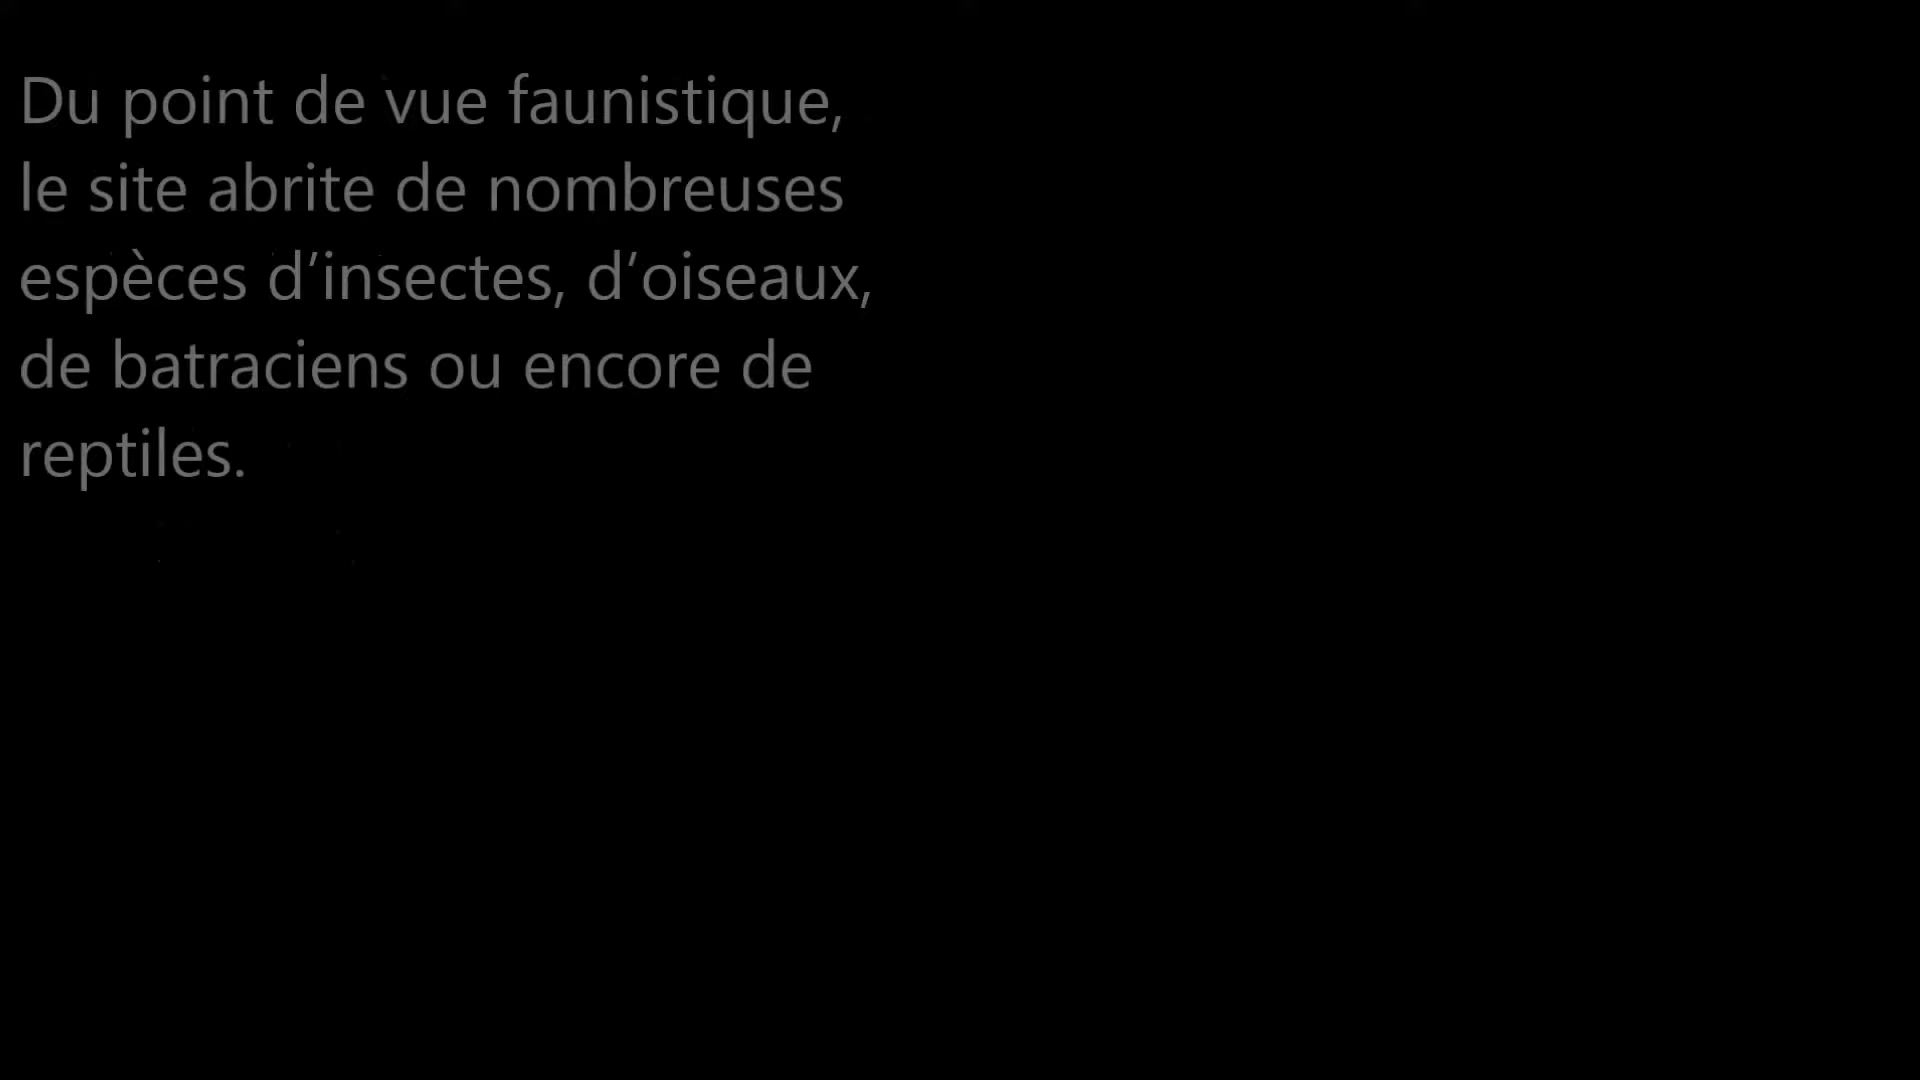 Du point de vue faunistique,
le site abrite de nombreuses
espèces d’insectes, d’oiseaux,
de batraciens ou encore de
reptiles.